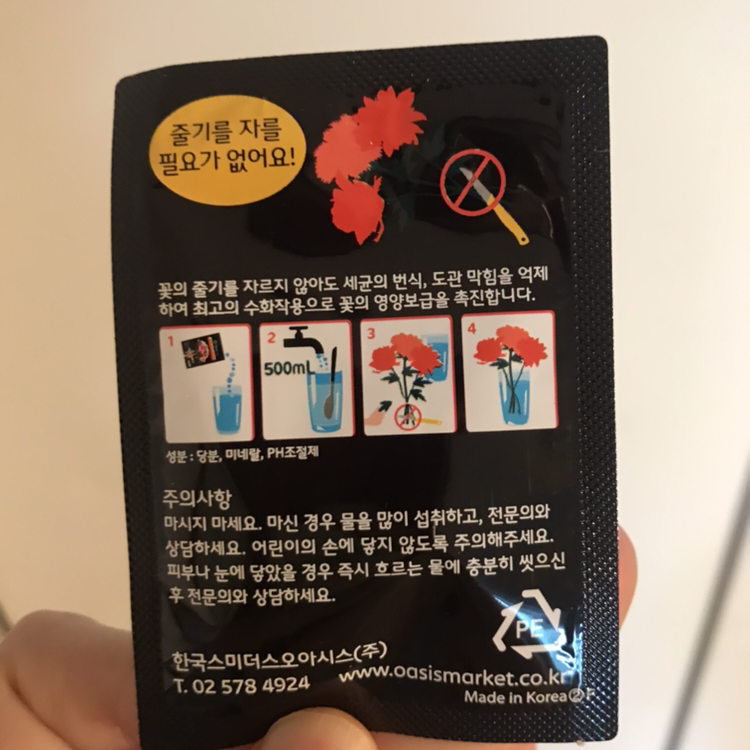 줄기를 자를
필요가 없어요!
꽃의 줄기를 자르지 않아도 세균의 번식, 도관 막힘을 억제
하여 최고의 수화작용으로 꽃의 영양보급을 촉진합니다.
1
2
3
4
500mL
성분 : 당분, 미네랄, PH조절제
주의사항
마시지 마세요. 마신 경우 물을 많이 섭취하고, 전문의와
상담하세요. 어린이의 손에 닿지 않도록 주의해주세요.
피부나 눈에 닿았을 경우 즉시 흐르는 물에 충분히 씻으신
후 전문의와 상담하세요.
PE
한국스미더스오아시스(주)
T. 02 578 4924
www.oasismarket.co.kr
Made in Korea② F